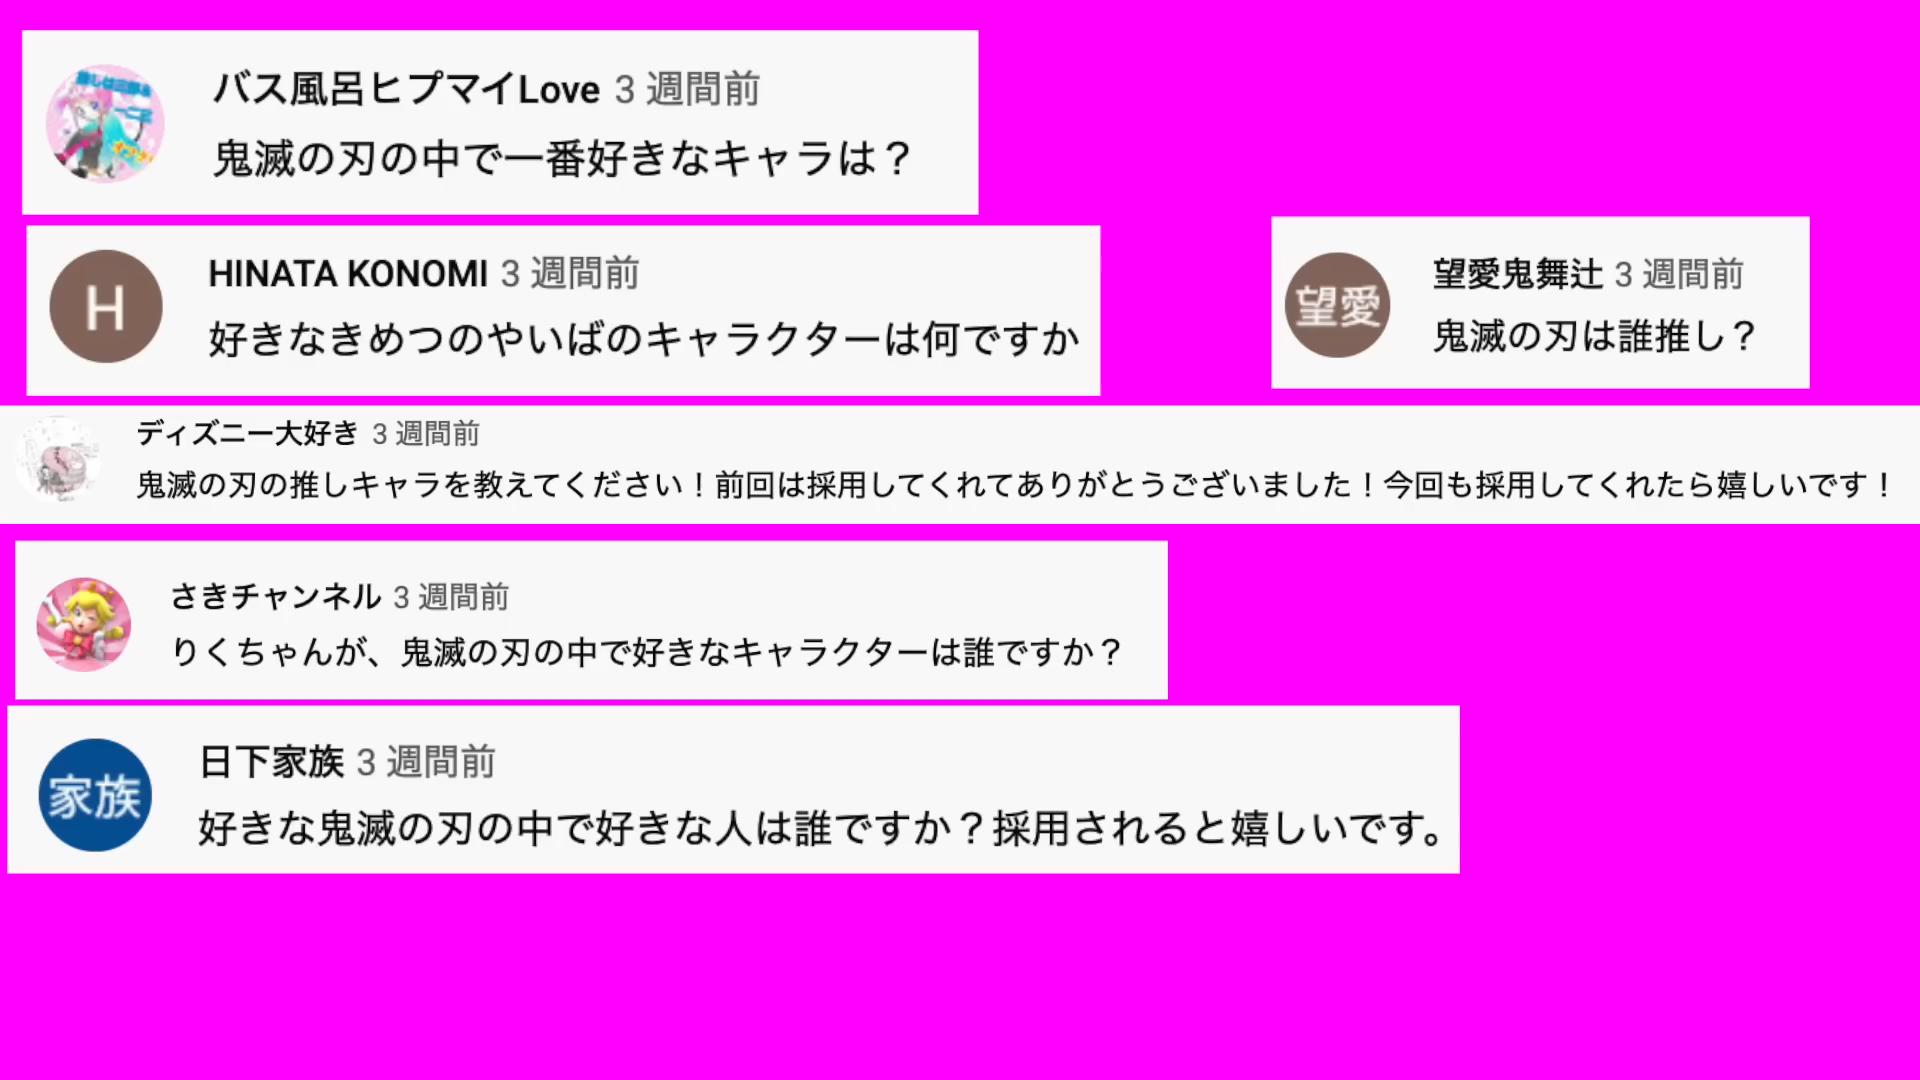 バス風呂ヒプマイLove 3 週間前
鬼滅の刃の中で一番好きなキャラは？
H
HINATA KONOMI 3 週間前
好きなきめつのやいばのキャラクターは何ですか
望愛
望愛鬼舞辻 3 週間前
鬼滅の刃は誰推し？
ディズニー大好き 3 週間前
鬼滅の刃の推しキャラを教えてください！前回は採用してくれてありがとうございました！今回も採用してくれたら嬉しいです！
さきチャンネル 3 週間前
りくちゃんが、鬼滅の刃の中で好きなキャラクターは誰ですか？
家族
日下家族 3 週間前
好きな鬼滅の刃の中で好きな人は誰ですか？採用されると嬉しいです。